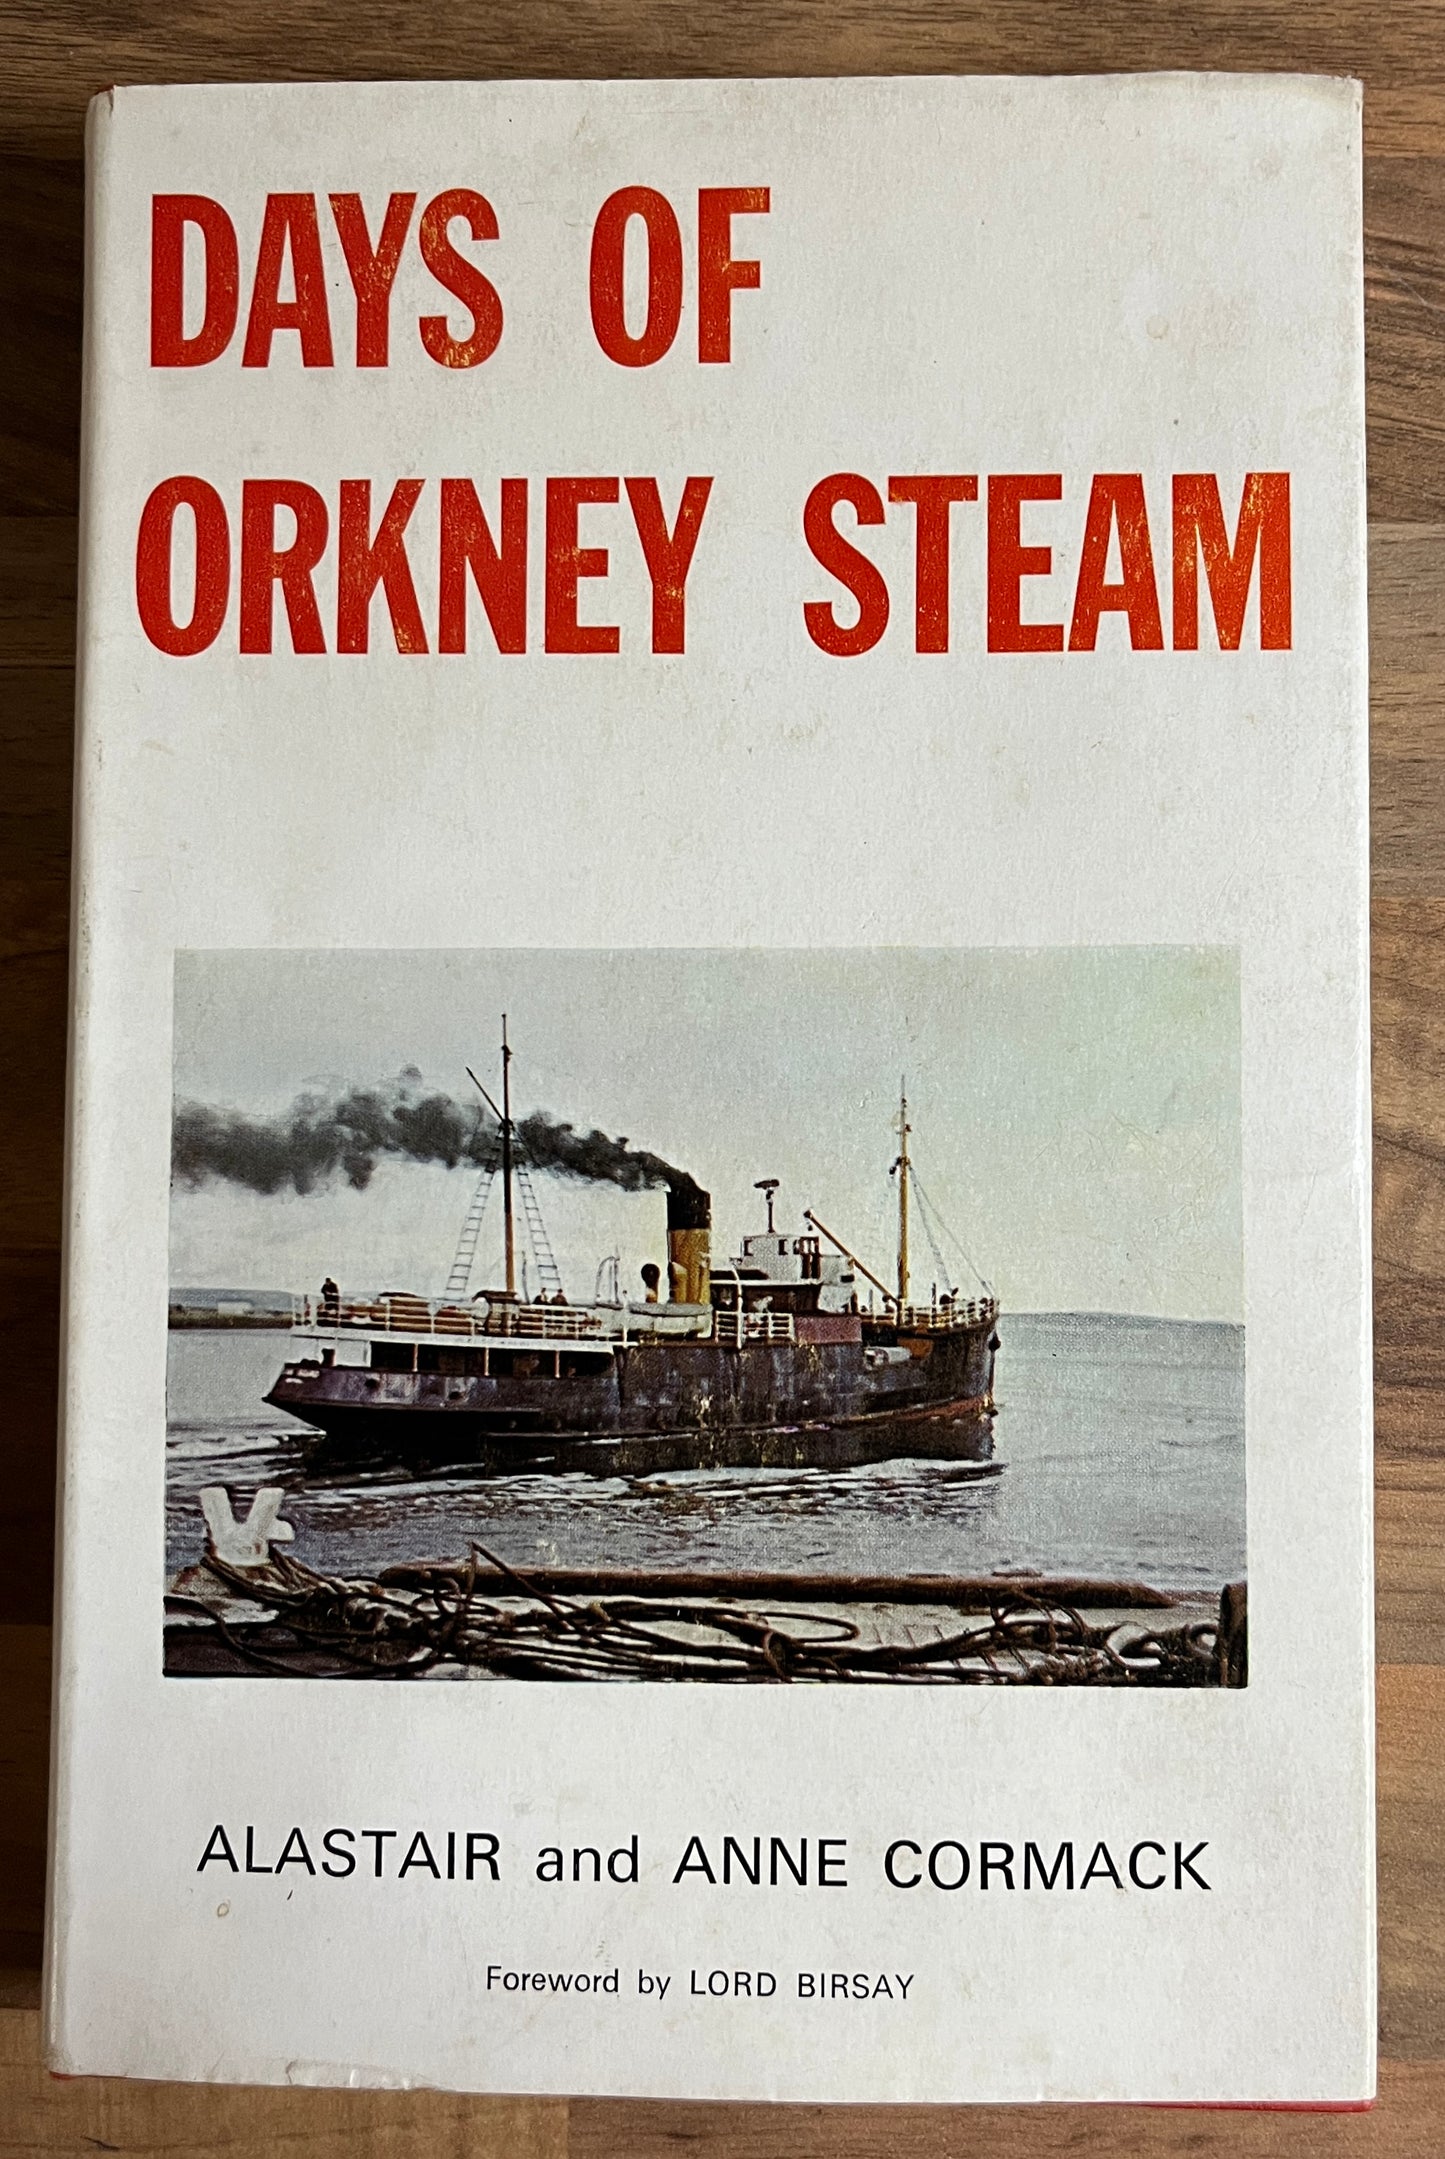 DAYS OF
ORKNEY STEAM
ALASTAIR and ANNE CORMACK
Foreword by LORD BIRSAY